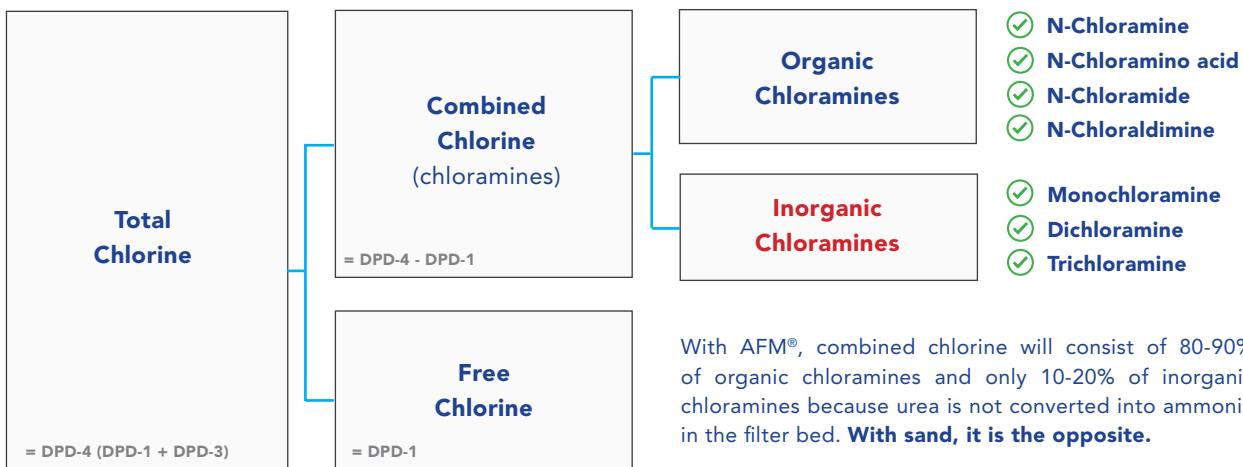 Total
Chlorine
= DPD-4 (DPD-1 + DPD-3)
Combined
Chlorine
(chloramines)
= DPD-4 - DPD-1
Free
Chlorine
= DPD-1
Organic
Chloramines
N-Chloramine
N-Chloramino acid
N-Chloramide
N-Chloraldimine
Inorganic
Chloramines
Monochloramine
Dichloramine
Trichloramine
With AFM®, combined chlorine will consist of 80-90%
of organic chloramines and only 10-20% of inorgani
chloramines because urea is not converted into ammoni
in the filter bed. With sand, it is the opposite.